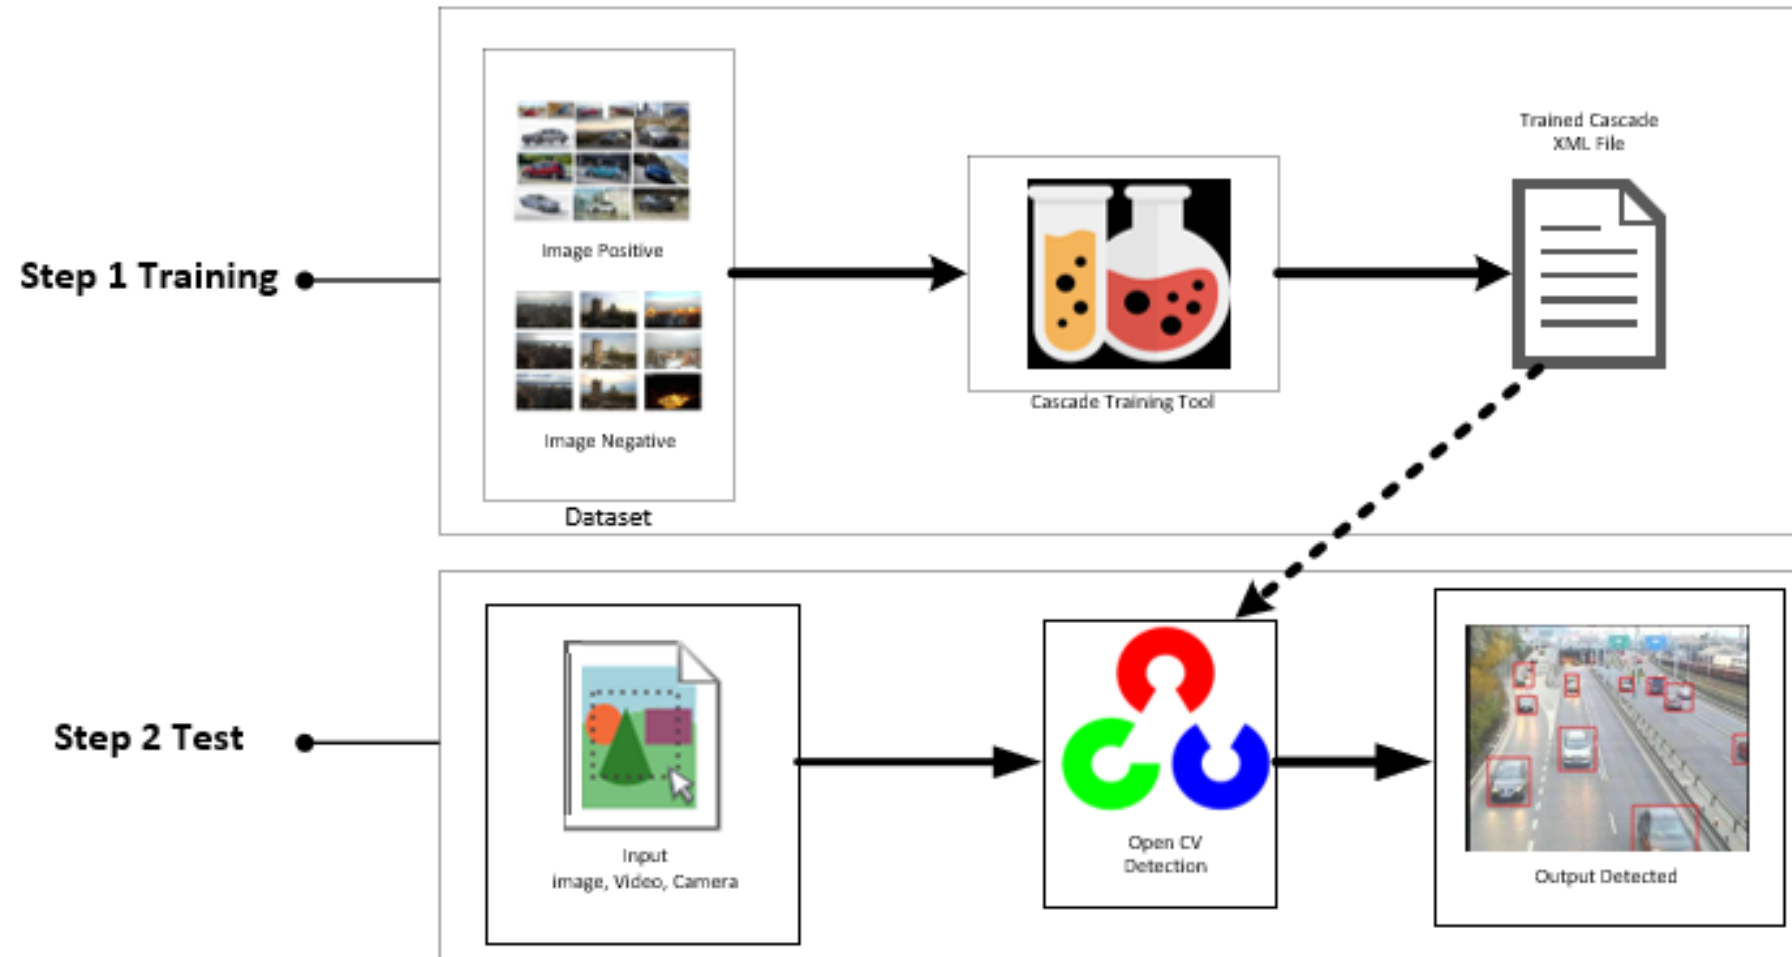 Step 1 Training
Image Positive
Image Negative
Dataset
Cascade Training Tool
Trained Cascade
XML File
Step 2 Test
Input
image, Video, Camera
Open CV
Detection
Output Detected